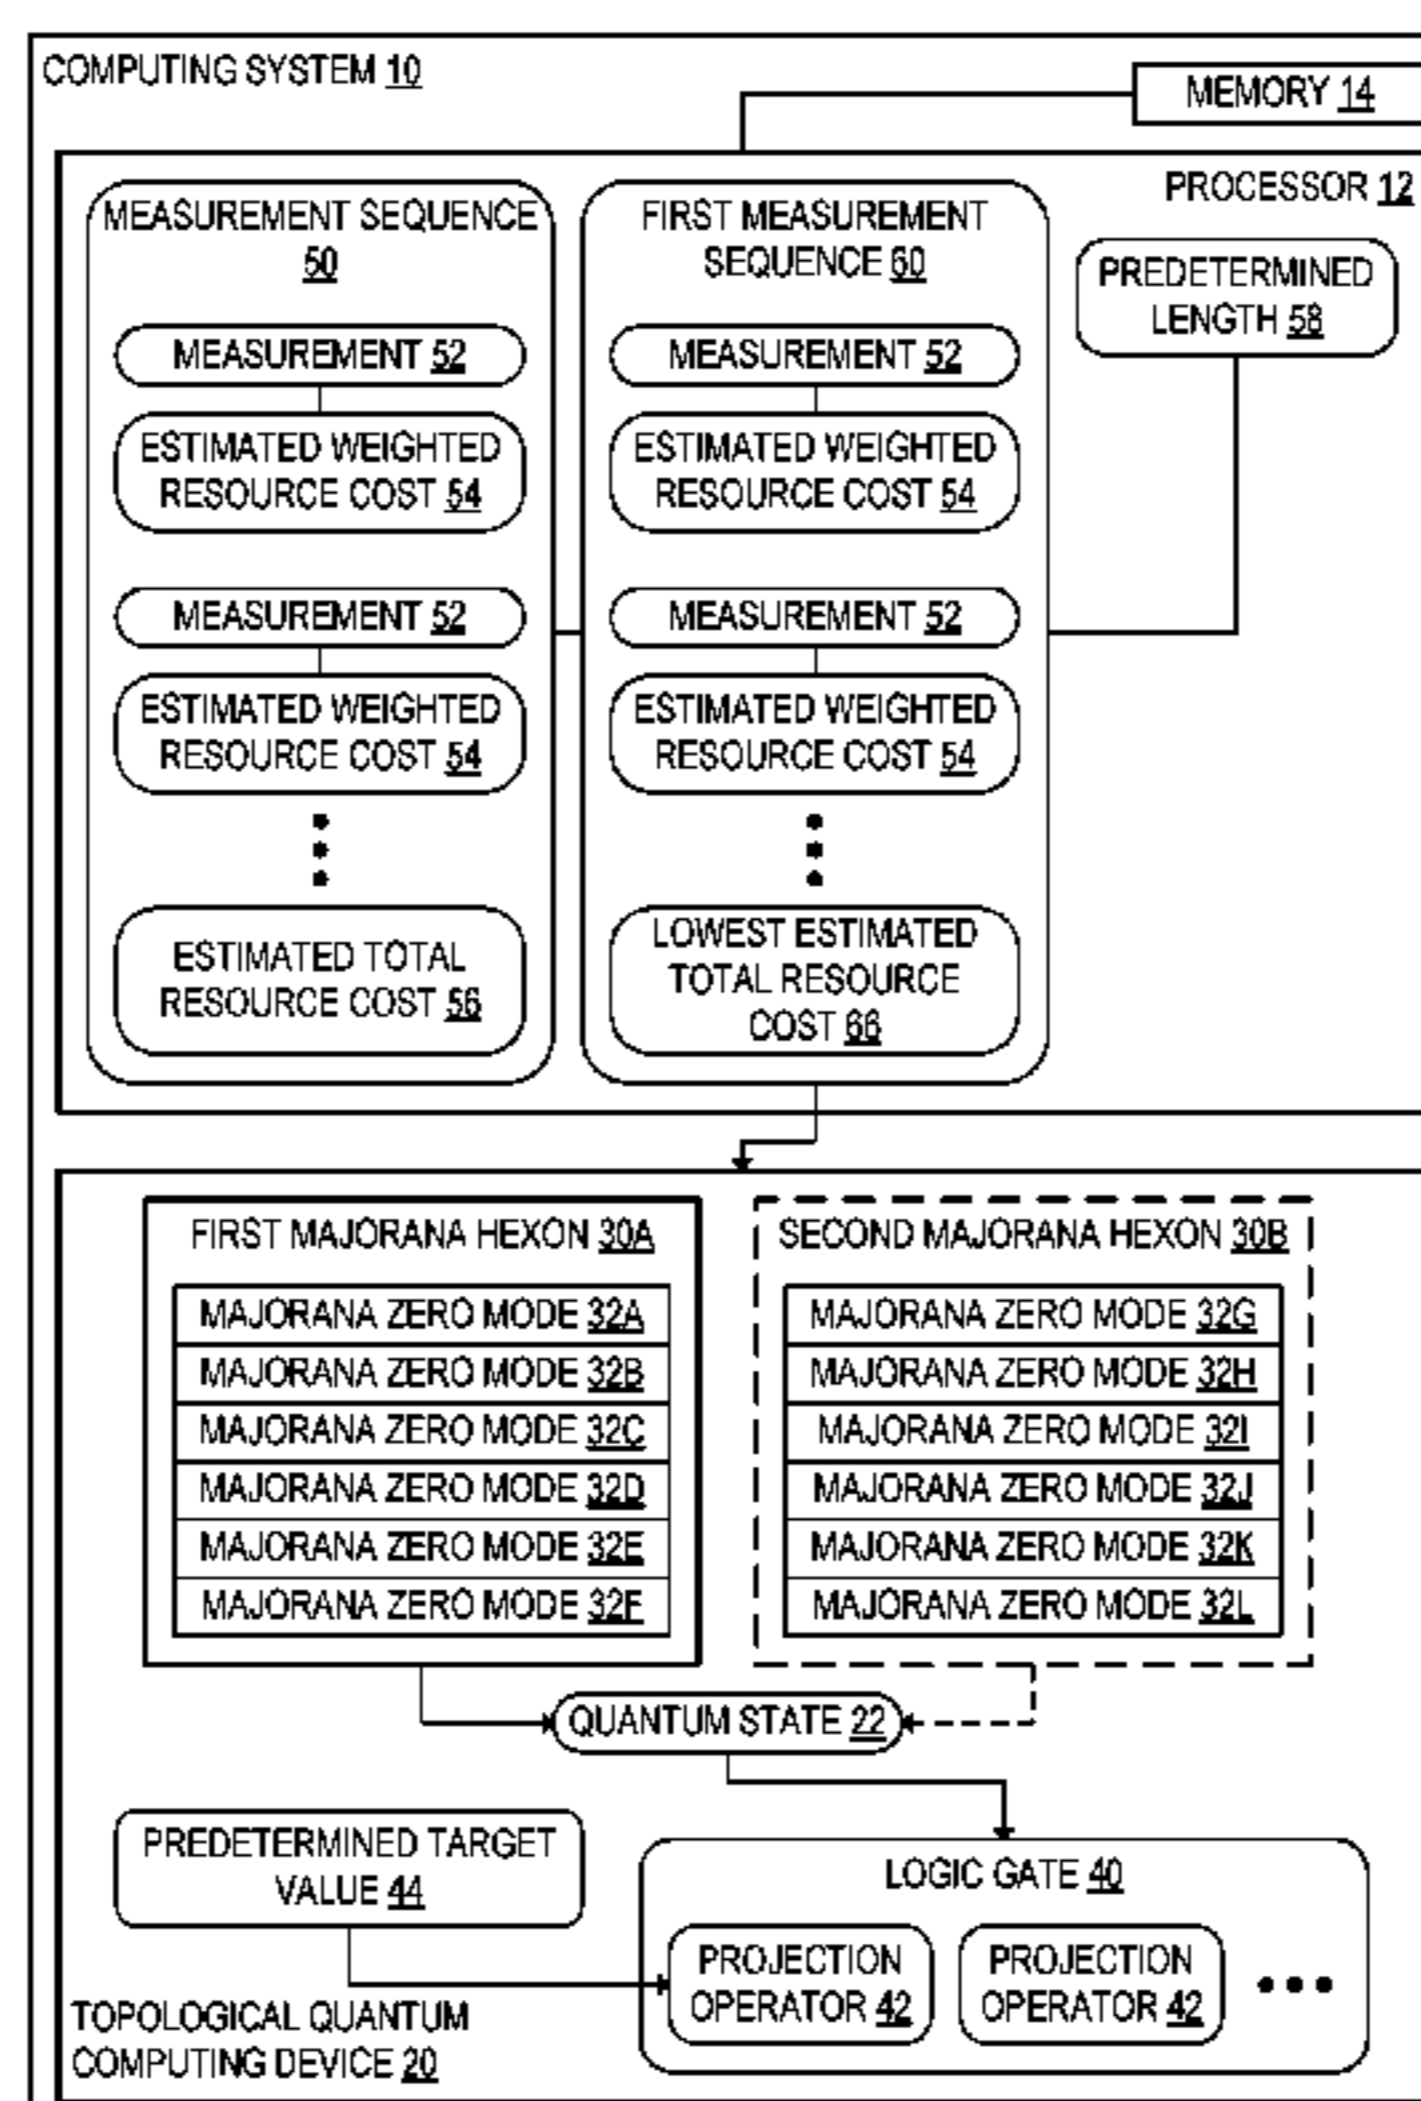 COMPUTING SYSTEM 10
MEMORY 14
PROCESSOR 12
MEASUREMENT SEQUENCE
50
MEASUREMENT 52
ESTIMATED WEIGHTED
RESOURCE COST 54
MEASUREMENT 52
ESTIMATED WEIGHTED
RESOURCE COST 54
ESTIMATED TOTAL
RESOURCE COST 56
FIRST MEASUREMENT
SEQUENCE 60
MEASUREMENT 52
ESTIMATED WEIGHTED
RESOURCE COST 54
MEASUREMENT 52
ESTIMATED WEIGHTED
RESOURCE COST 54
LOWEST ESTIMATED
TOTAL RESOURCE
COST 66
PREDETERMINED
LENGTH 58
FIRST MAJORANA HEXON 30A
MAJORANA ZERO MODE 32A
MAJORANA ZERO MODE 32B
MAJORANA ZERO MODE 32C
MAJORANA ZERO MODE 32D
MAJORANA ZERO MODE 32E
MAJORANA ZERO MODE 32F
SECOND MAJORANA HEXON 30B
MAJORANA ZERO MODE 32G
MAJORANA ZERO MODE 32H
MAJORANA ZERO MODE 32I
MAJORANA ZERO MODE 32J
MAJORANA ZERO MODE 32K
MAJORANA ZERO MODE 32L
QUANTUM STATE 22
PREDETERMINED TARGET
VALUE 44
LOGIC GATE 40
PROJECTION
OPERATOR 42
PROJECTION
OPERATOR 42
TOPOLOGICAL QUANTUM
COMPUTING DEVICE 20